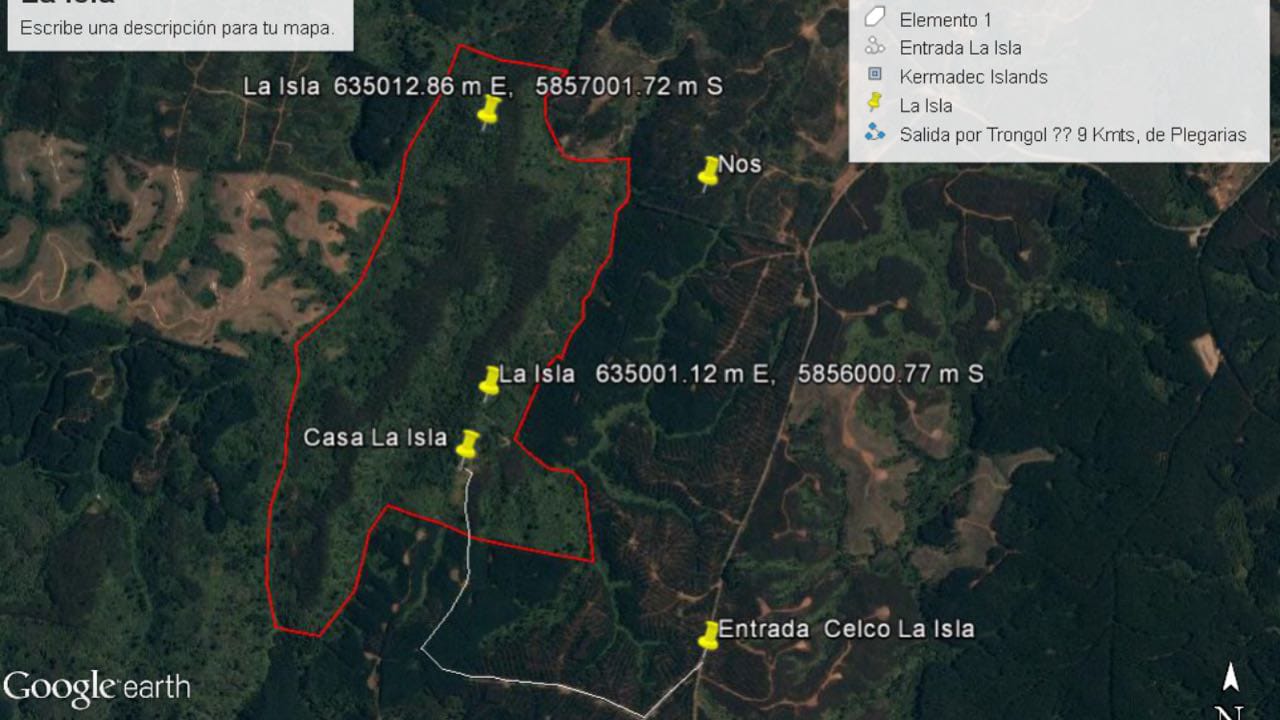 La Isla
Escribe una descripción para tu mapa.
Elemento 1
Entrada La Isla
Kermadec Islands
La Isla
Salida por Trongol ?? 9 Kmts, de Plegarias
La Isla 635012.86 m E, 5857001.72 m S
Nos
La Isla 635001.12 m E, 5856000.77 m S
Casa La Isla
Entrada Celco La Isla
Google earth
N